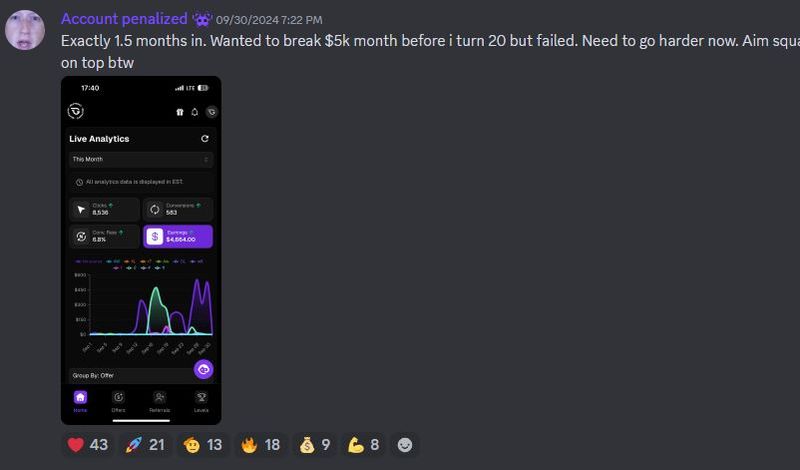 Account penalized 09/30/2024 7:22 PM
Exactly 1.5 months in. Wanted to break $5k month before i turn 20 but failed. Need to go harder now. Aim squa
on top btw
17:40
LTE
Live Analytics
This Month
All analytics data is displayed in EST.
Clicks
8,536
Conversions
583
Conv. Rate
6.8%
Earnings
$4,664.00
$600
$450
$300
$150
$0
Group By: Offer
Home
Offers
Referrals
Levels
43 21 13 18 9 8